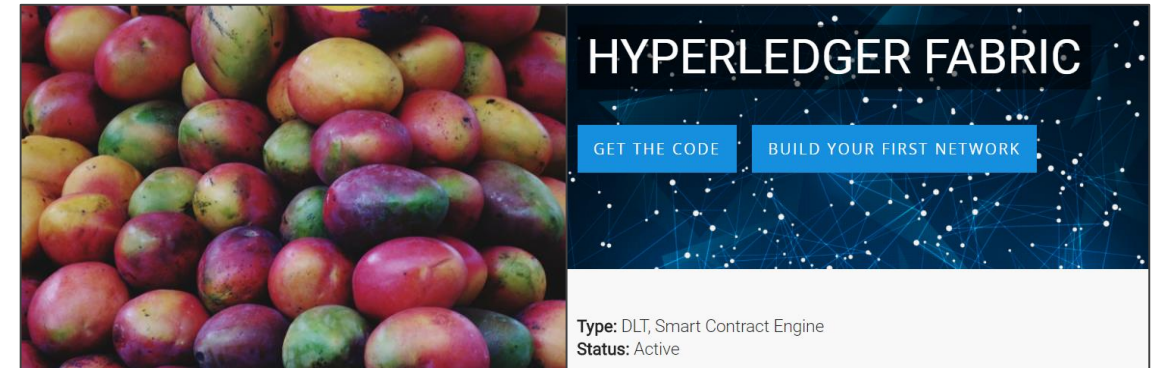 HYPERLEDGER FABRIC
GET THE CODE
BUILD YOUR FIRST NETWORK
Type: DLT, Smart Contract Engine
Status: Active